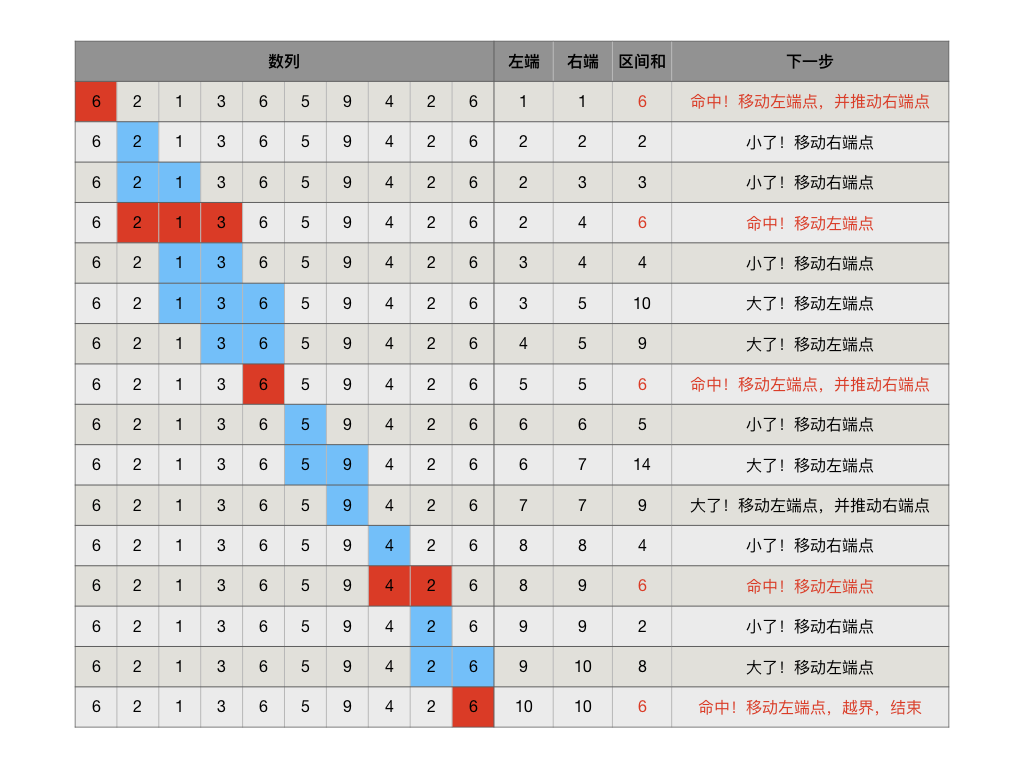 数列 左端 右端 区间和 下一步
6 2 1 3 6 5 9 4 2 6 1 1 6 命中！移动左端点，并推动右端点
6 2 1 3 6 5 9 4 2 6 2 2 2 小了！移动右端点
6 2 1 3 6 5 9 4 2 6 2 3 3 小了！移动右端点
6 2 1 3 6 5 9 4 2 6 2 4 6 命中！移动左端点
6 2 1 3 6 5 9 4 2 6 3 4 4 小了！移动右端点
6 2 1 3 6 5 9 4 2 6 3 5 10 大了！移动左端点
6 2 1 3 6 5 9 4 2 6 4 5 9 大了！移动左端点
6 2 1 3 6 5 9 4 2 6 5 5 6 命中！移动左端点，并推动右端点
6 2 1 3 6 5 9 4 2 6 6 6 5 小了！移动右端点
6 2 1 3 6 5 9 4 2 6 6 7 14 大了！移动左端点
6 2 1 3 6 5 9 4 2 6 7 7 9 大了！移动左端点，并推动右端点
6 2 1 3 6 5 9 4 2 6 8 8 4 小了！移动右端点
6 2 1 3 6 5 9 4 2 6 8 9 6 命中！移动左端点
6 2 1 3 6 5 9 4 2 6 9 9 2 小了！移动右端点
6 2 1 3 6 5 9 4 2 6 9 10 8 大了！移动左端点
6 2 1 3 6 5 9 4 2 6 10 10 6 命中！移动左端点，越界，结束